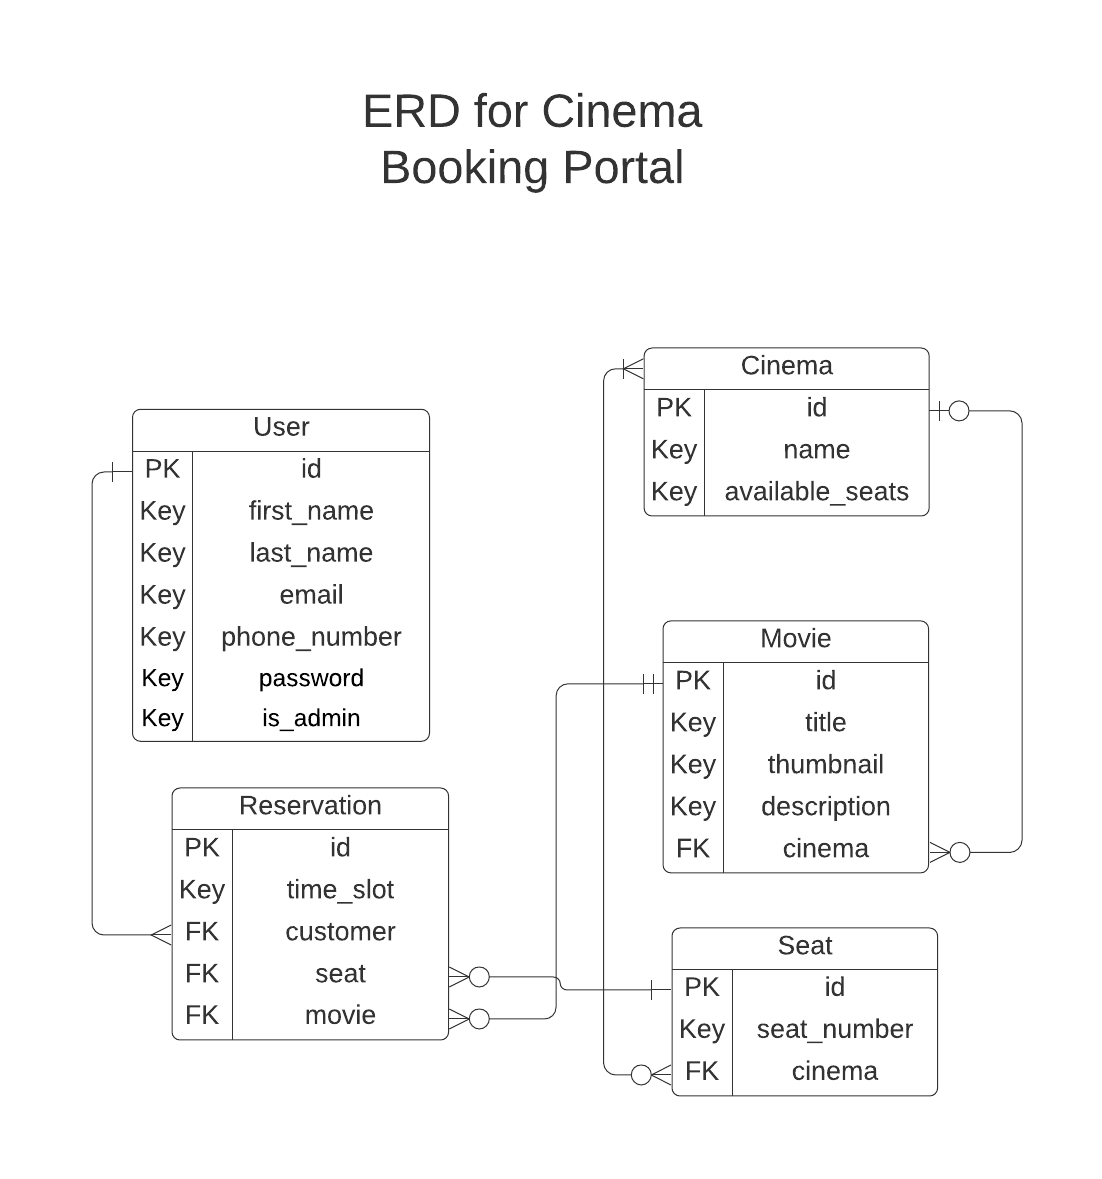 ERD for Cinema
Booking Portal
Cinema
PK id
Key name
Key available_seats
User
PK id
Key first_name
Key last_name
Key email
Key phone_number
Key password
Key is_admin
Movie
PK id
Key title
Key thumbnail
Key description
FK cinema
Reservation
PK id
Key time_slot
FK customer
FK seat
FK movie
Seat
PK id
Key seat_number
FK cinema